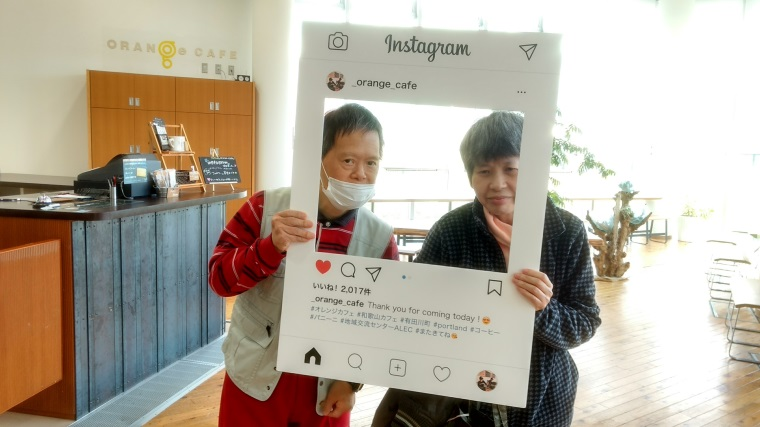 ORANGe CAFE
Instagram
_orange_cafe
いいね！2,017件
_orange_cafe Thank you for coming today!
#オレンジカフェ #和歌山カフェ #有田川町 #portland #コーヒー
#パニーニ #地域交流センターALEC #またきてね